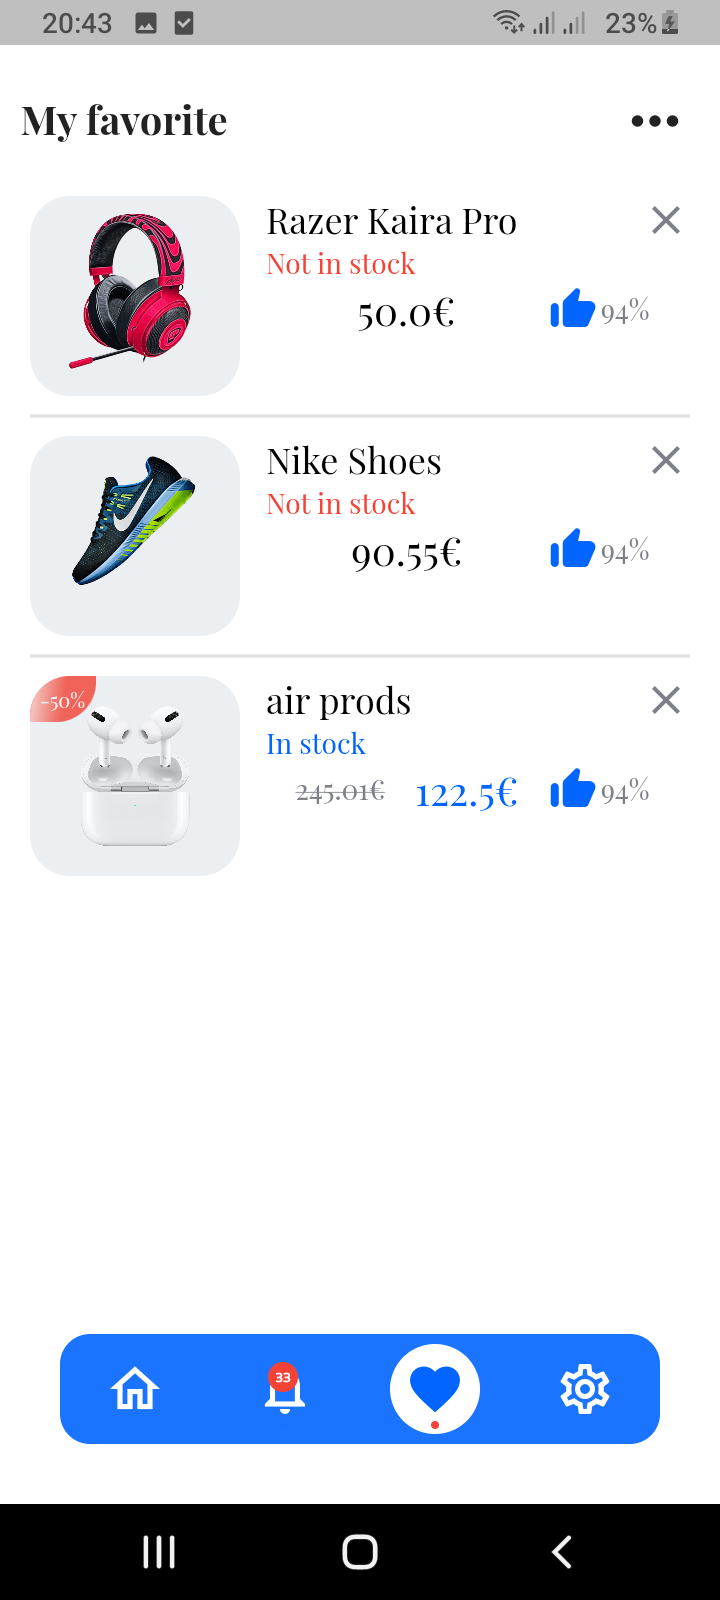 20:43 23%
My favorite
Razer Kaira Pro
Not in stock
50.0€ 94%
Nike Shoes
Not in stock
90.55€ 94%
-50%
air prods
In stock
245.01€ 122.5€ 94%
33